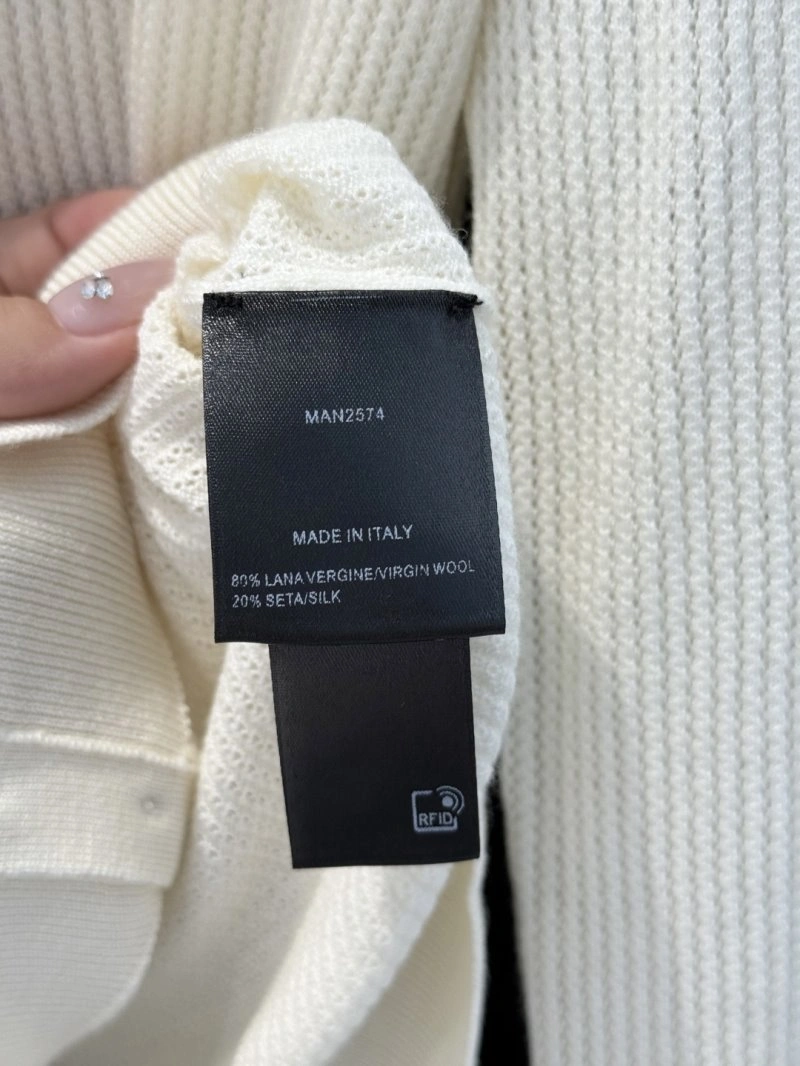 MAN2574
MADE IN ITALY
80% LANA VERGINE/VIRGIN WOOL
20% SETA/SILK
RFID